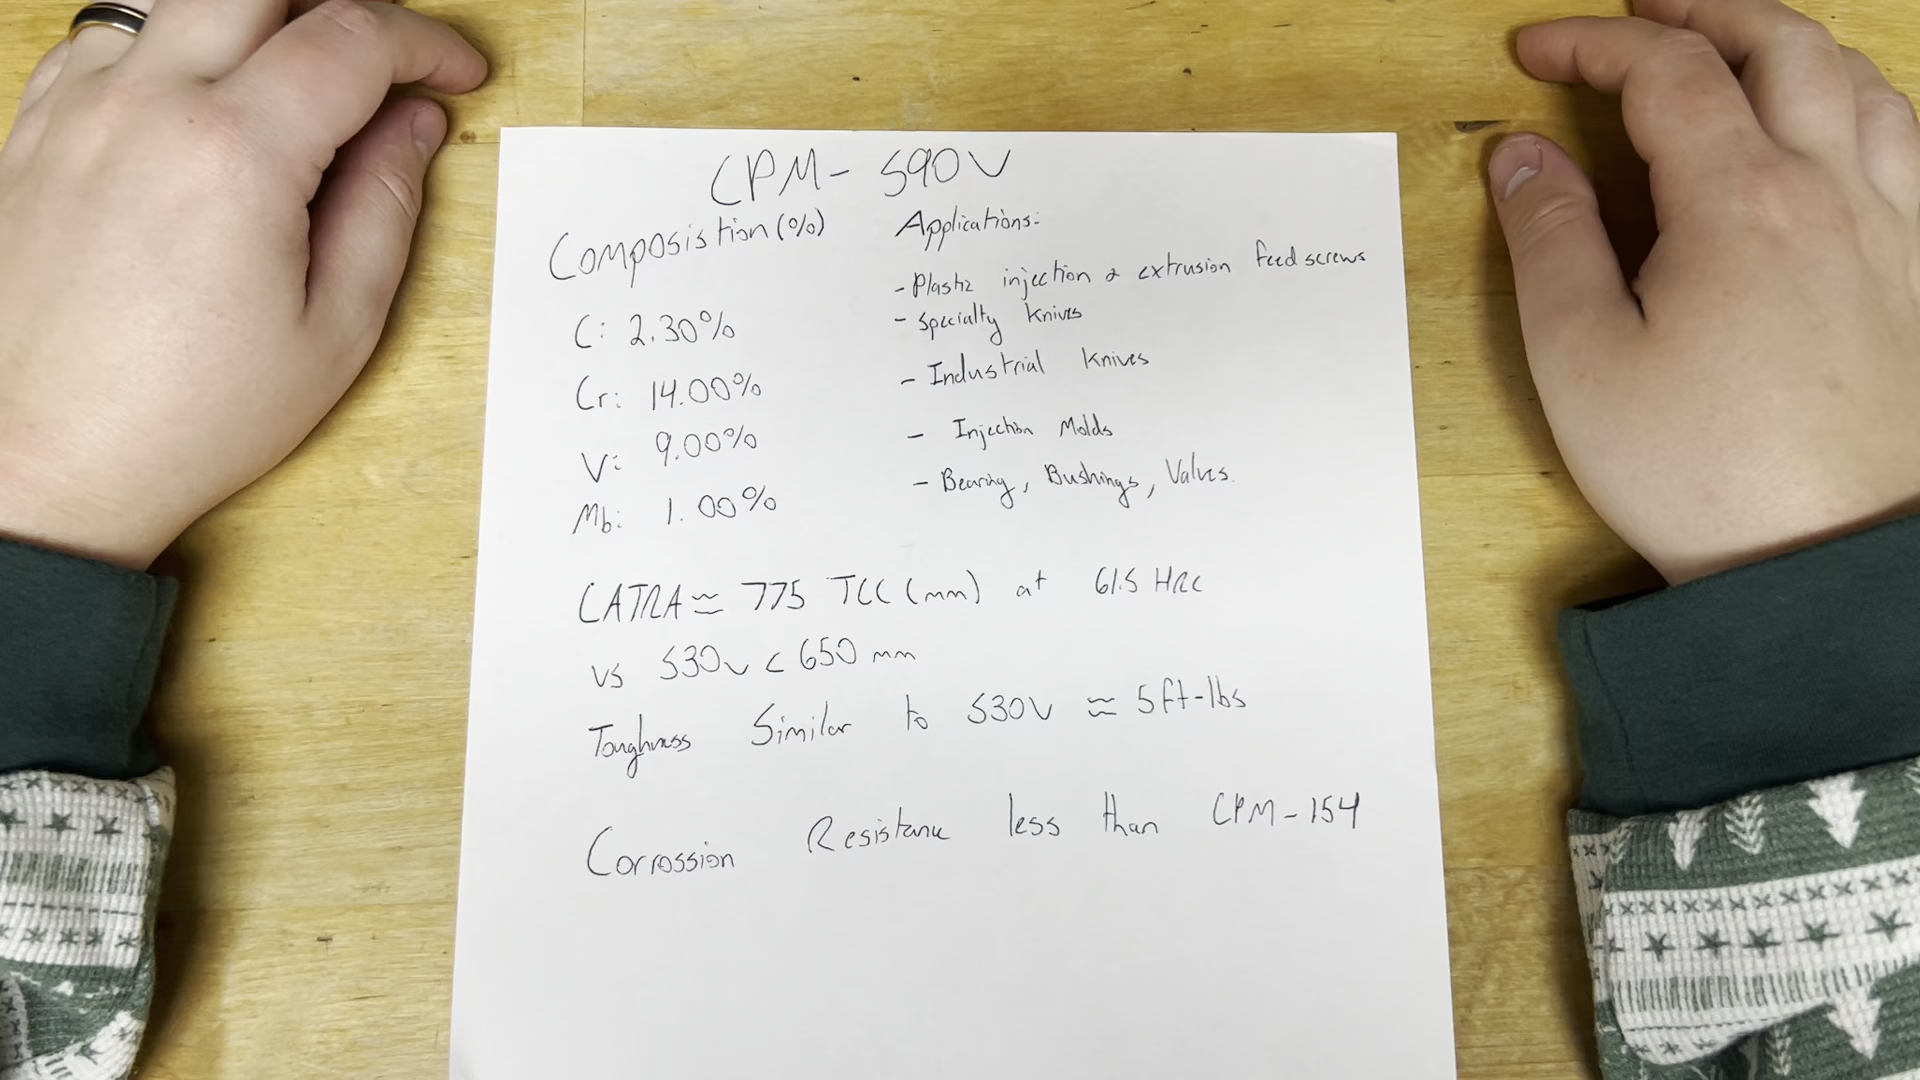 CPM- S90V
Composistion (%)
C: 2.30%
Cr: 14.00%
V: 9.00%
Mb: 1.00%
Applications:
- Plastic injection & extrusion feed screws
- Specialty Knives
- Industrial Knives
- Injection Molds
- Bearing, Bushings, Valves.
CATRA ≈ 775 TCC (mm) at 61.5 HRC
vs S30v < 650 mm
Toughness Similar to S30V ≈ 5ft-lbs
Corrossion Resistance less than CPM-154